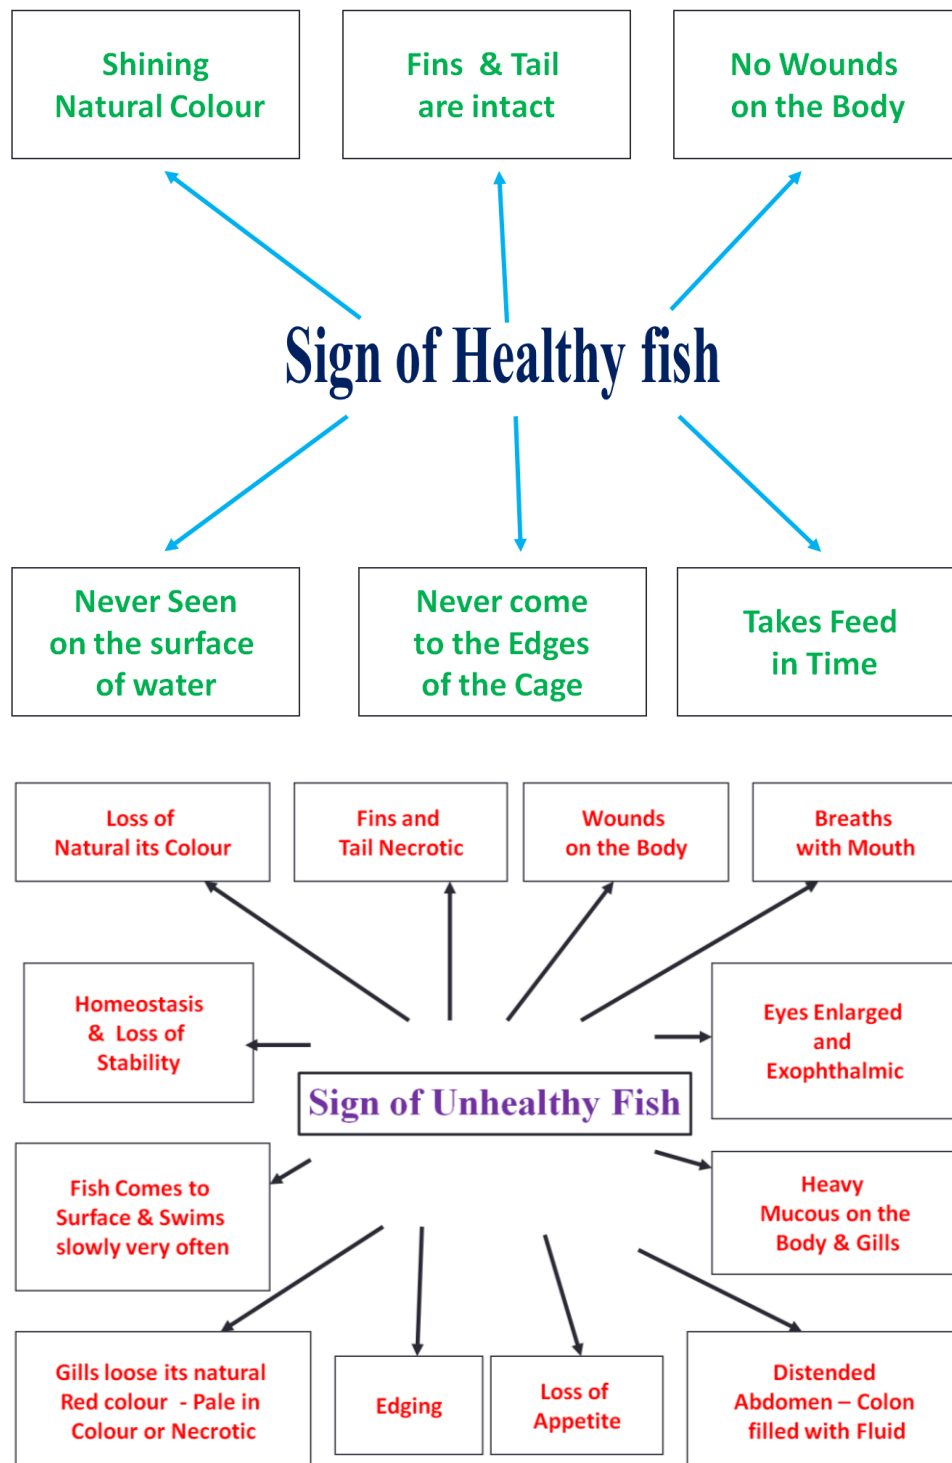 Shining
Natural Colour
Fins & Tail
are intact
No Wounds
on the Body
Sign of Healthy fish
Never Seen
on the surface
of water
Never come
to the Edges
of the Cage
Takes Feed
in Time
Loss of
Natural its Colour
Fins and
Tail Necrotic
Wounds
on the Body
Breaths
with Mouth
Homeostasis
& Loss of
Stability
Eyes Enlarged
and
Exophthalmic
Sign of Unhealthy Fish
Fish Comes to
Surface & Swims
slowly very often
Heavy
Mucous on the
Body & Gills
Gills loose its natural
Red colour - Pale in
Colour or Necrotic
Edging
Loss of
Appetite
Distended
Abdomen – Colon
filled with Fluid